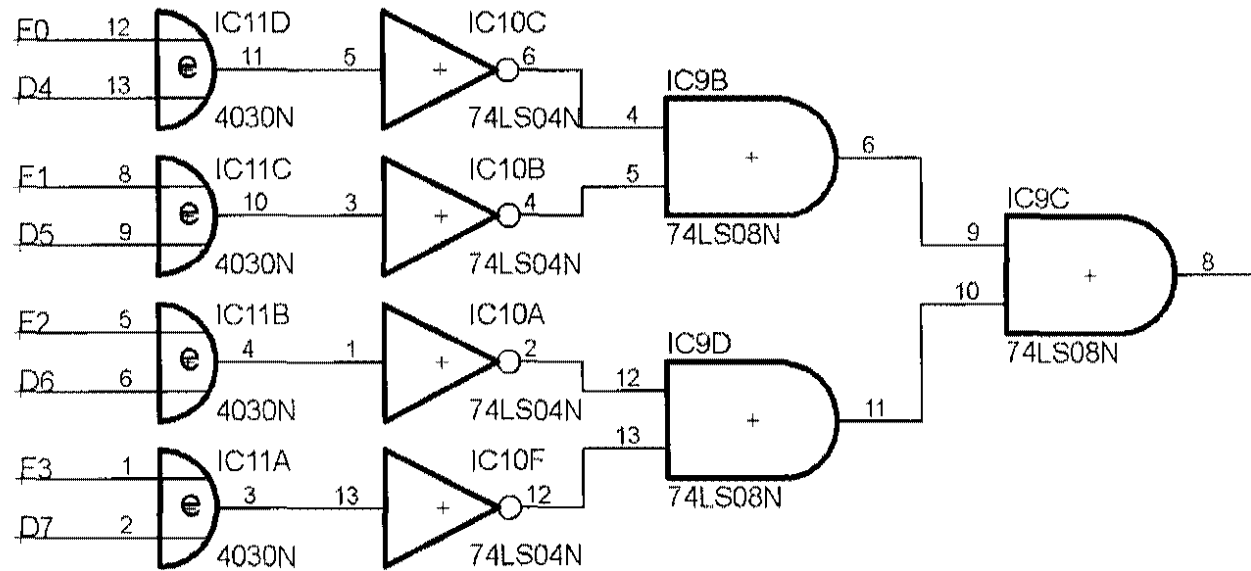 F0 12 IC11D 11 5 IC10C 6
D4 13 e 4030N 74LS04N
IC9B 4 5 6 74LS08N
F1 8 IC11C 10 3 IC10B 4
D5 9 e 4030N 74LS04N
IC9C 9 10 8 74LS08N
F2 5 IC11B 4 1 IC10A 2
D6 6 e 4030N 74LS04N
IC9D 12 13 11 74LS08N
F3 1 IC11A 3 13 IC10F 12
D7 2 e 4030N 74LS04N